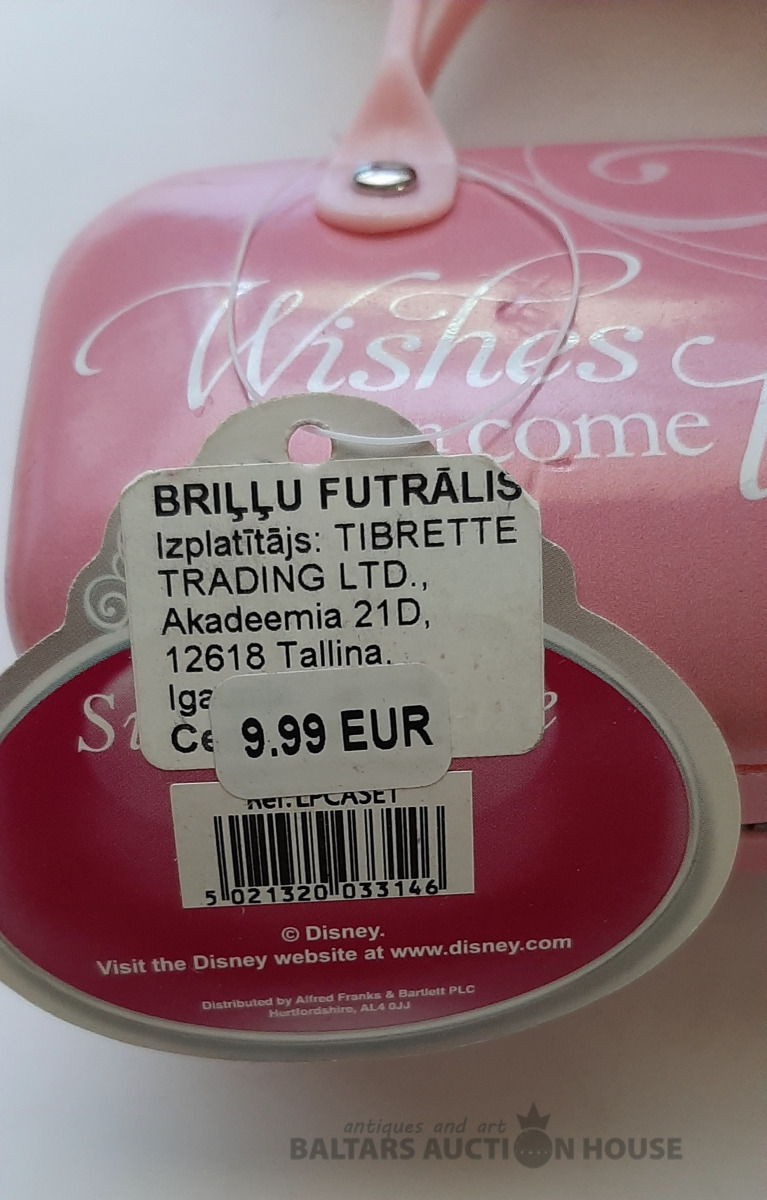 Wishes
come
BRIĻĻU FUTRĀLIS
Izplatītājs: TIBRETTE
TRADING LTD.,
Akadeemia 21D,
12618 Tallina.
9.99 EUR
Ref: LPCASE1
5 021320 033146
© Disney.
Visit the Disney website at www.disney.com
Distributed by Alfred Franks & Bartlett PLC
Hertfordshire, AL4 0JJ
antiques and art
BALTARS AUCTION HOUSE